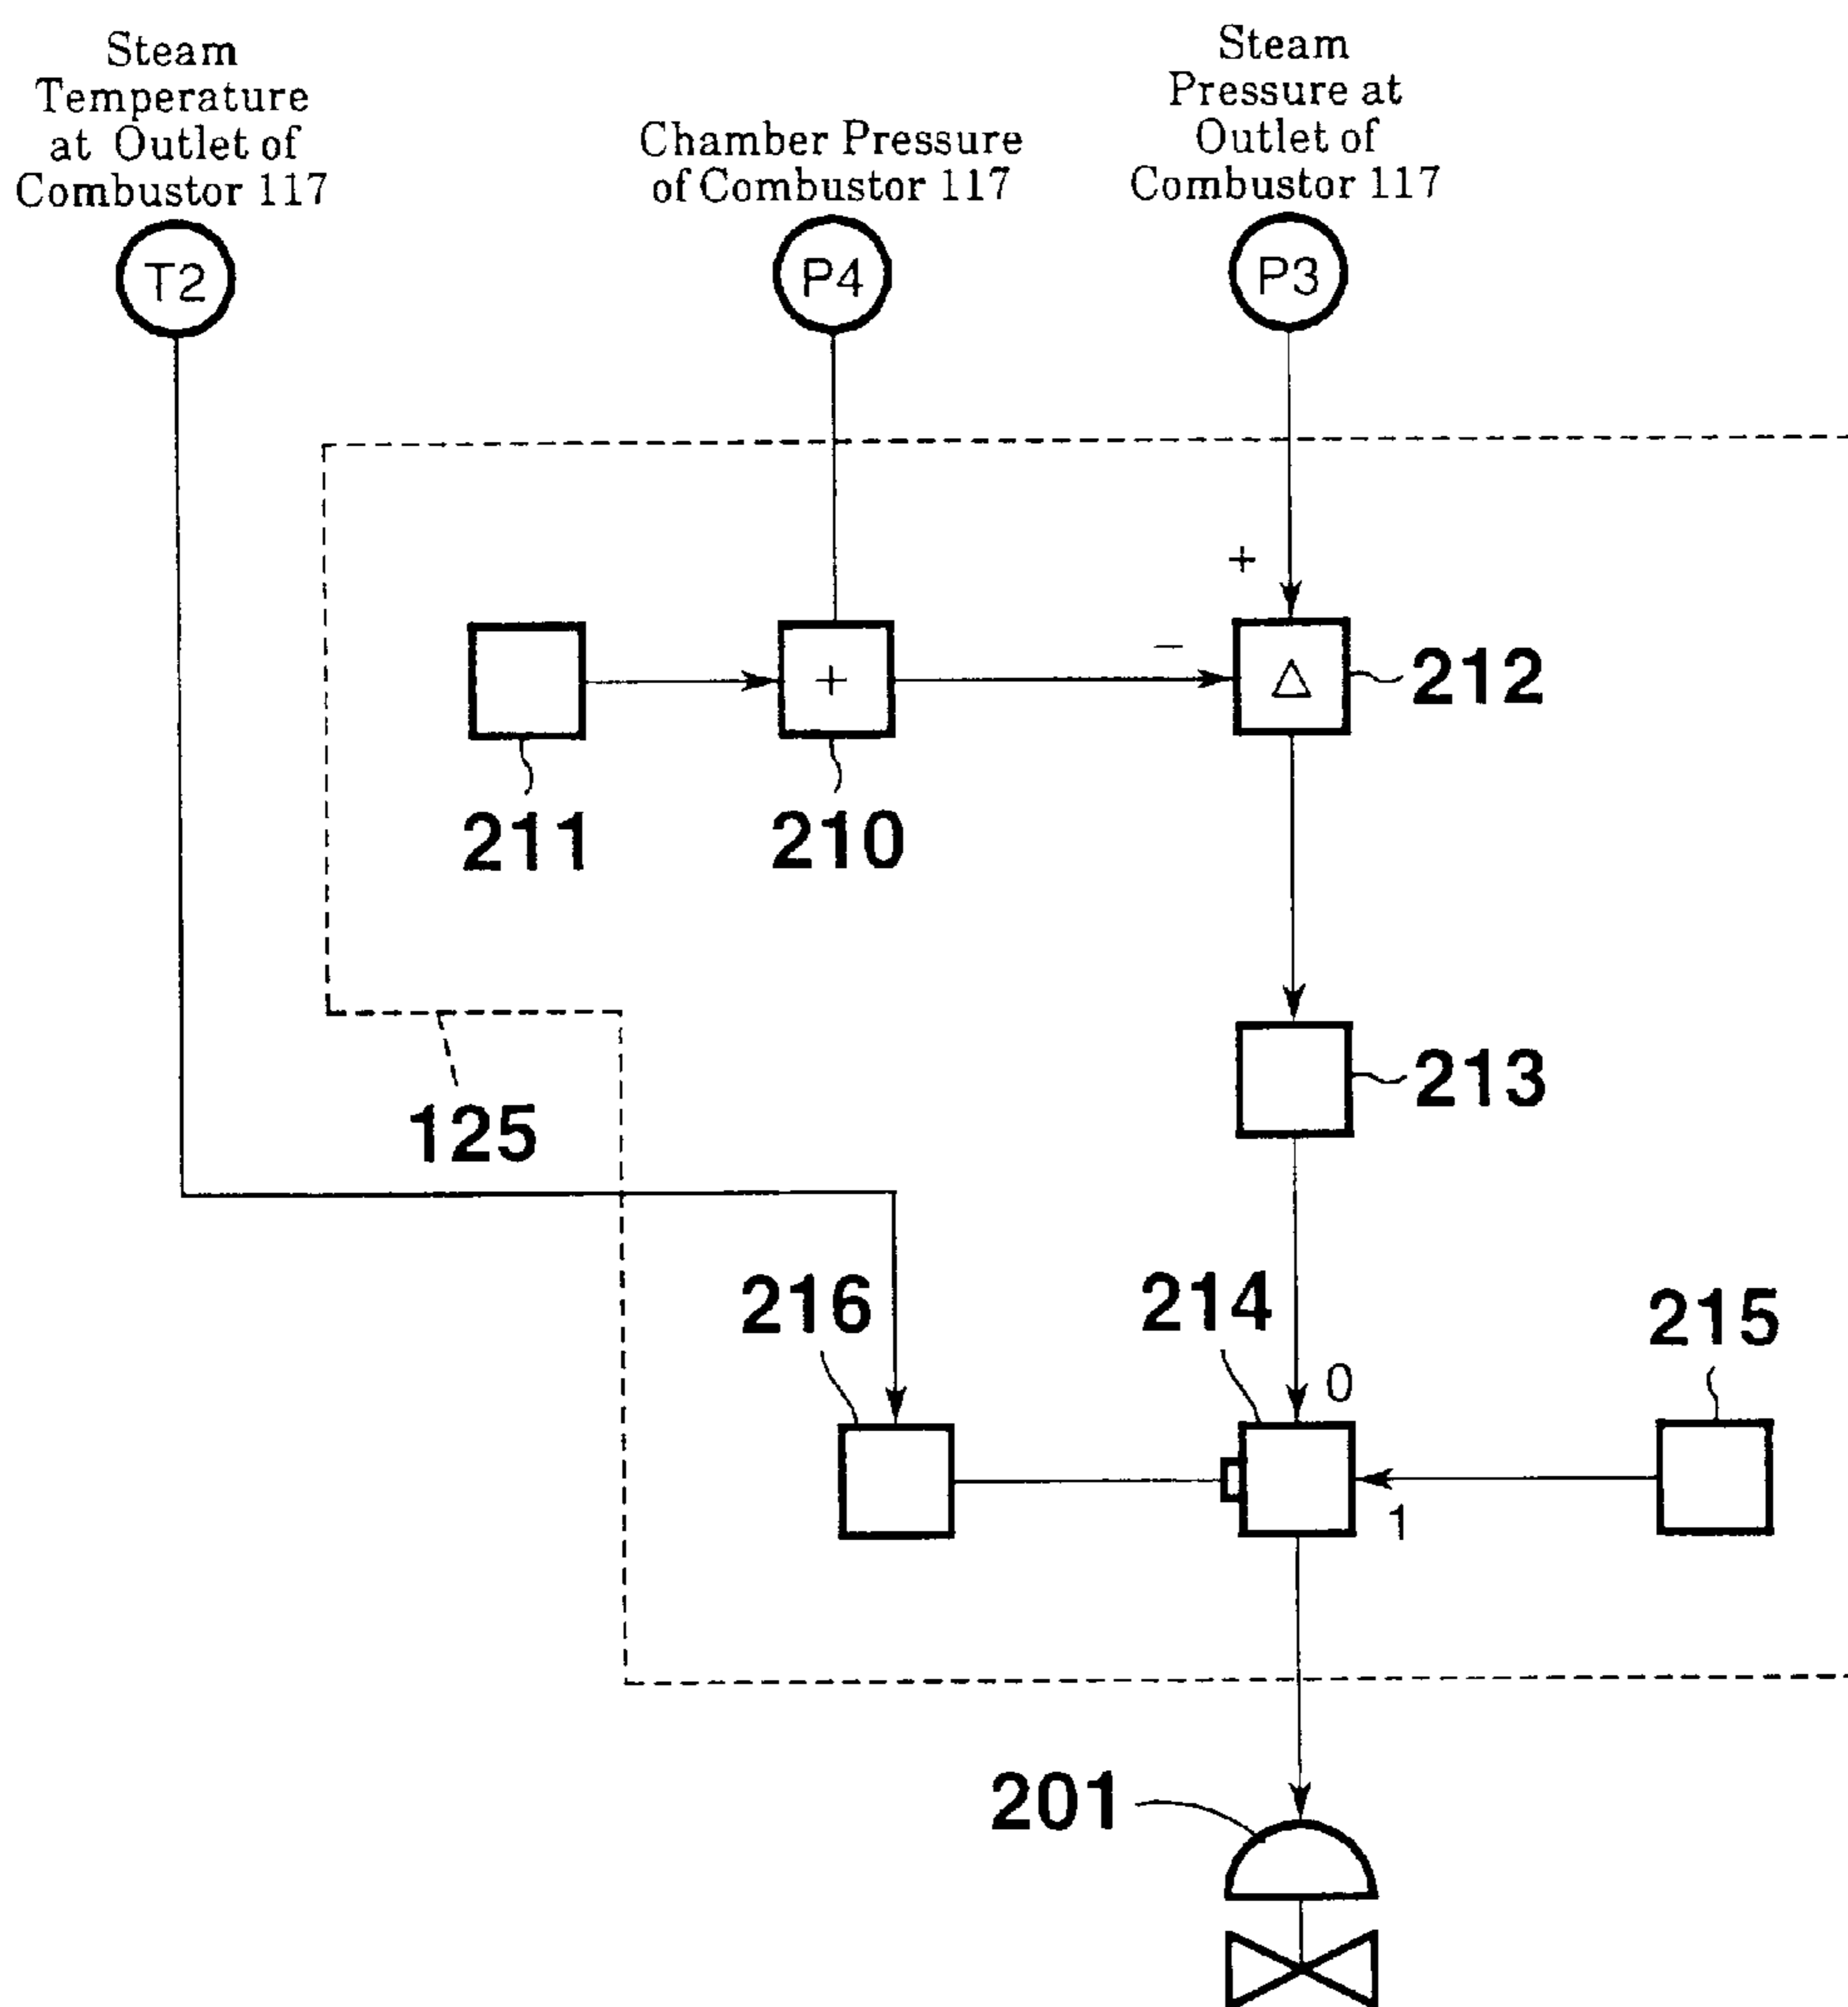 Steam
Temperature
at Outlet of
Combustor 117
T2
Chamber Pressure
of Combustor 117
P4
Steam
Pressure at
Outlet of
Combustor 117
P3
+
−
+
△
212
211
210
213
125
216
214
0
215
1
201